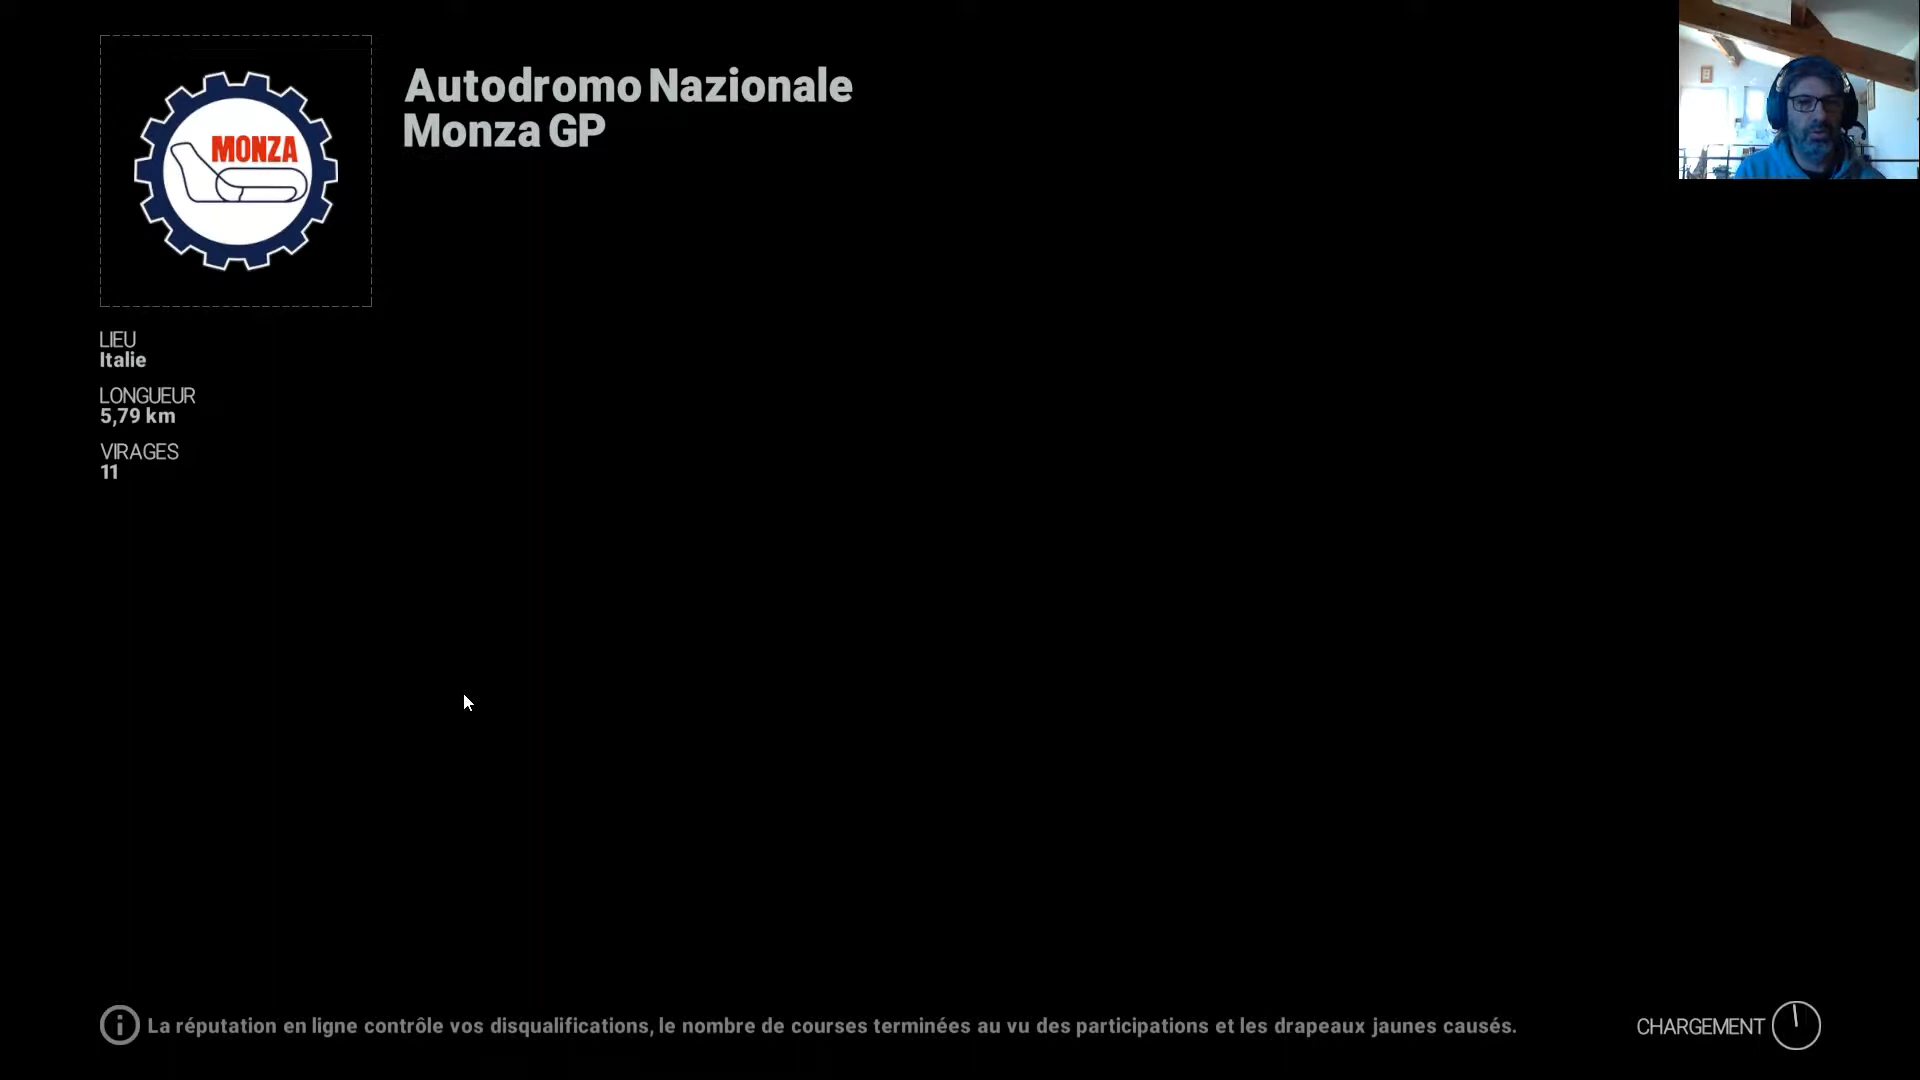 MONZA
Autodromo Nazionale
Monza GP
LIEU
Italie
LONGUEUR
5,79 km
VIRAGES
11
La réputation en ligne contrôle vos disqualifications, le nombre de courses terminées au vu des participations et les drapeaux jaunes causés.
CHARGEMENT